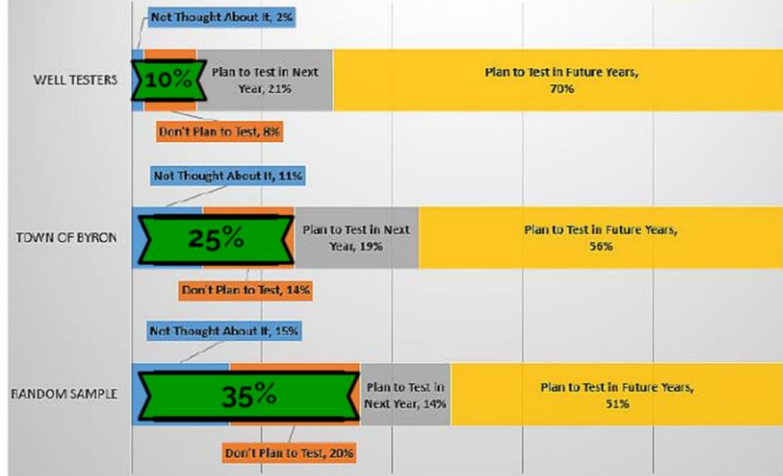 Not Thought About It, 2%
WELL TESTERS
10%
Plan to Test in Next
Year, 21%
Plan to Test in Future Years,
70%
Don't Plan to Test, 8%
Not Thought About It, 11%
TOWN OF BYRON
25%
Plan to Test in Next
Year, 19%
Plan to Test in Future Years,
56%
Don't Plan to Test, 14%
Not Thought About It, 15%
RANDOM SAMPLE
35%
Plan to Test in
Next Year, 14%
Plan to Test in Future Years,
51%
Don't Plan to Test, 20%